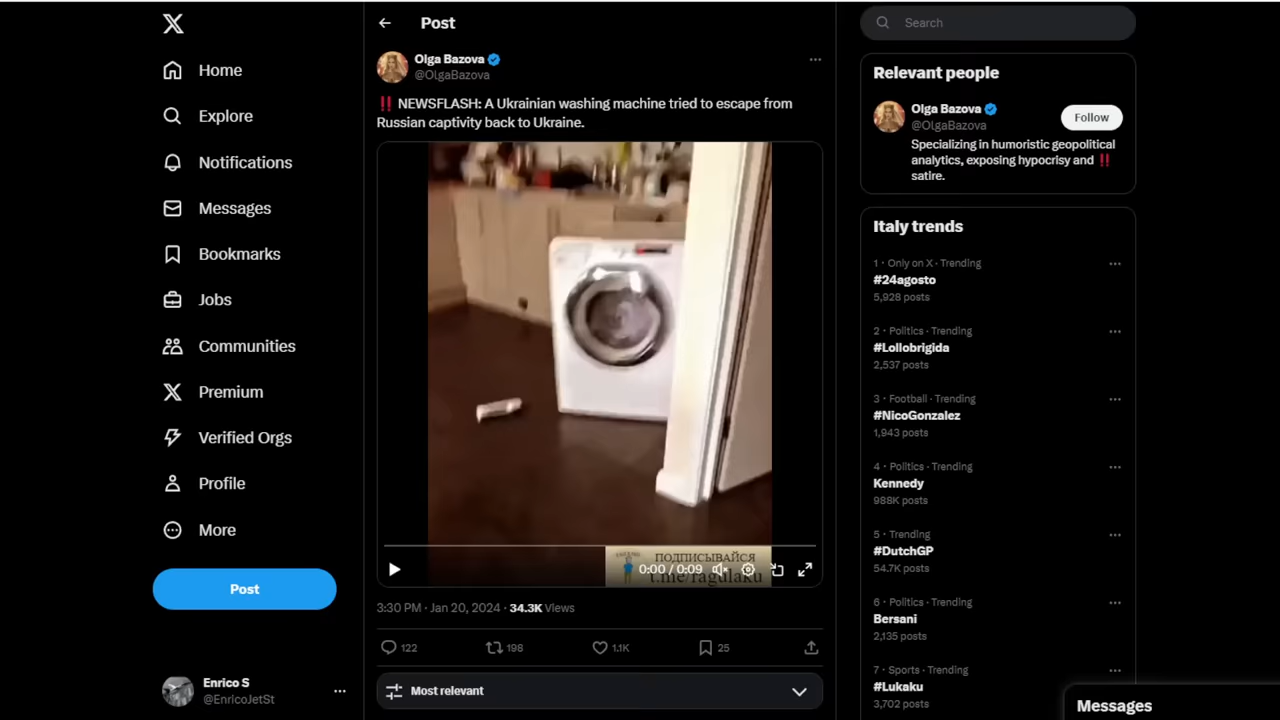 Home
Explore
Notifications
Messages
Bookmarks
Jobs
Communities
Premium
Verified Orgs
Profile
More
Post
Enrico S
@EnricoJetSt
Post
Olga Bazova
@OlgaBazova
‼ NEWSFLASH: A Ukrainian washing machine tried to escape from
Russian captivity back to Ukraine.
ПОДПИСЫВАЙСЯ
t.me/ragulaku
0:00 / 0:09
3:30 PM · Jan 20, 2024 · 34.3K Views
122 198 1.1K 25
Most relevant
Search
Relevant people
Olga Bazova
@OlgaBazova
Follow
Specializing in humoristic geopolitical
analytics, exposing hypocrisy and ‼
satire.
Italy trends
1 · Only on X · Trending
#24agosto
5,928 posts
2 · Politics · Trending
#Lollobrigida
2,537 posts
3 · Football · Trending
#NicoGonzalez
1,943 posts
4 · Politics · Trending
Kennedy
988K posts
5 · Trending
#DutchGP
54.7K posts
6 · Politics · Trending
Bersani
2,135 posts
7 · Sports · Trending
#Lukaku
3,702 posts
Messages